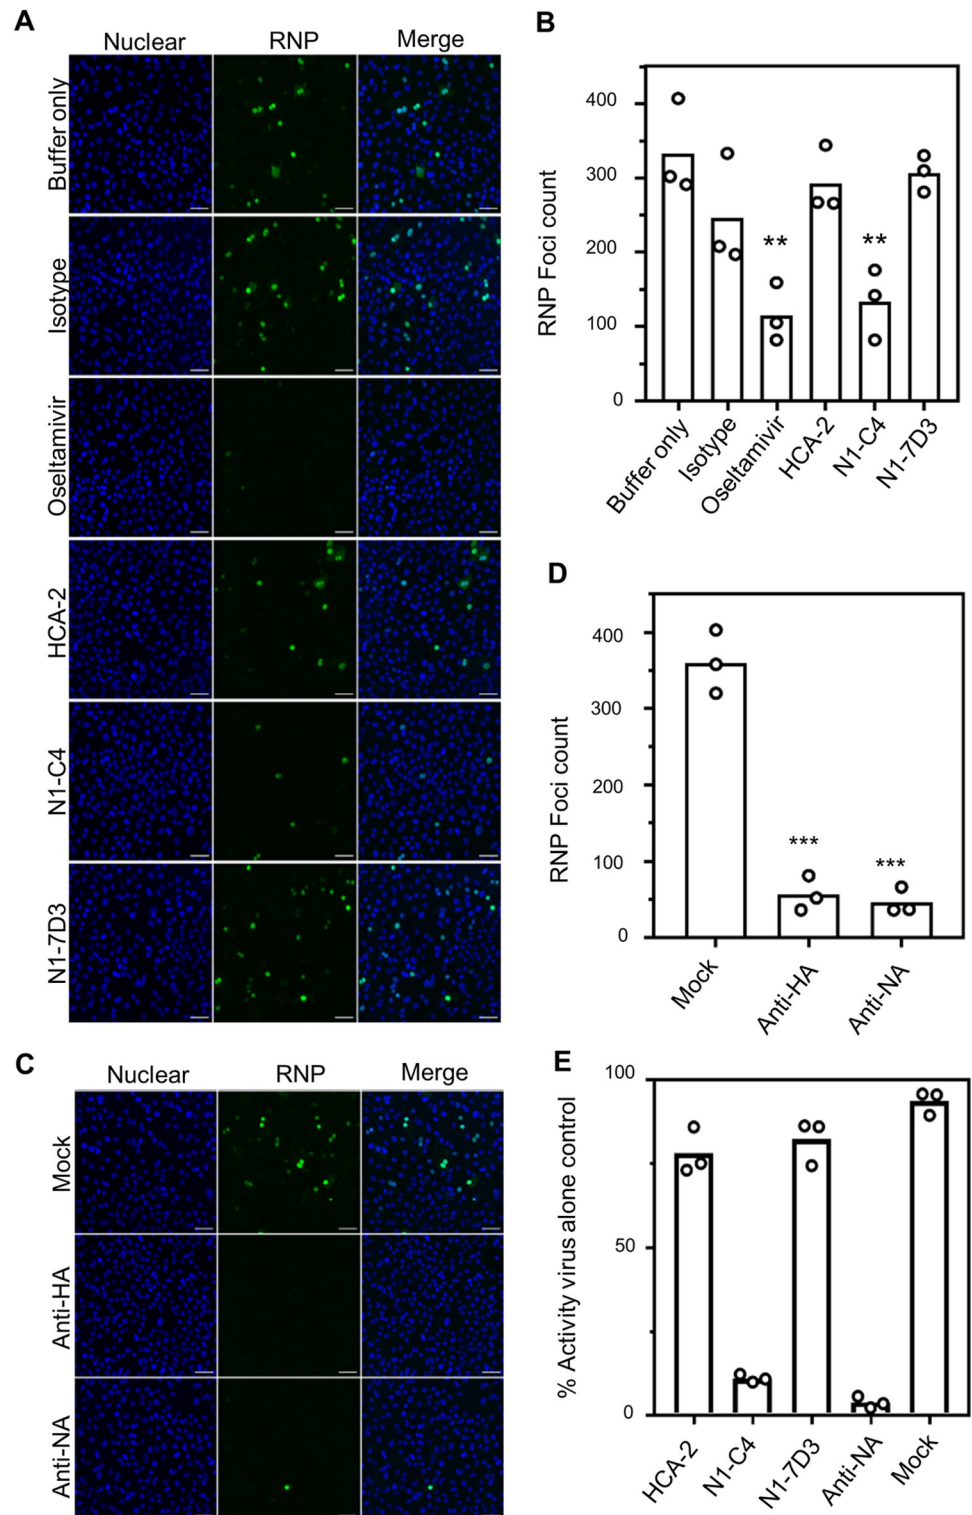 A
Nuclear RNP Merge
Buffer only
Isotype
Oseltamivir
HCA-2
N1-C4
N1-7D3
B
RNP Foci count
400
300
200
100
0
** **
Buffer only Isotype Oseltamivir HCA-2 N1-C4 N1-7D3
C
Nuclear RNP Merge
Mock
Anti-HA
Anti-NA
D
RNP Foci count
400
300
200
100
0
*** ***
Mock Anti-HA Anti-NA
E
% Activity virus alone control
100
50
0
HCA-2 N1-C4 N1-7D3 Anti-NA Mock